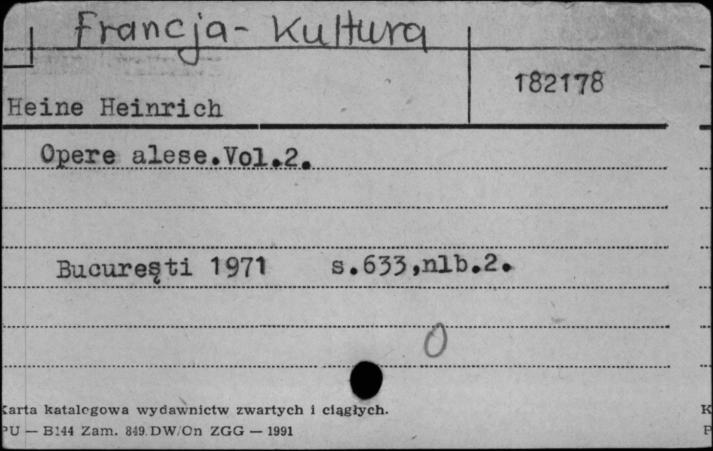 Francja - Kultura
182178
Heine Heinrich
Opere alese.Vol.2.
Bucureşti 1971 s.633,nlb.2.
0
Karta katalogowa wydawnictw zwartych i ciągłych.
PU — B144 Zam. 849 DW/On ZGG — 1991